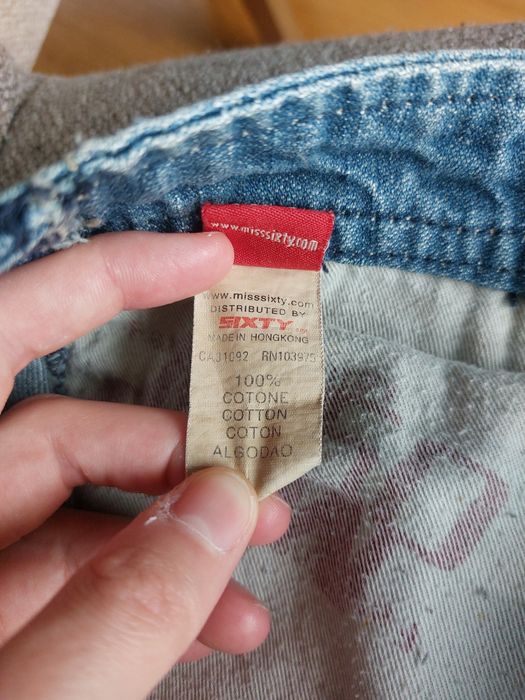 www.misssixty.com
www.misssixty.com
DISTRIBUTED BY
SIXTY
MADE IN HONGKONG
CA31092 RN103975
100%
COTONE
COTTON
COTON
ALGODAO